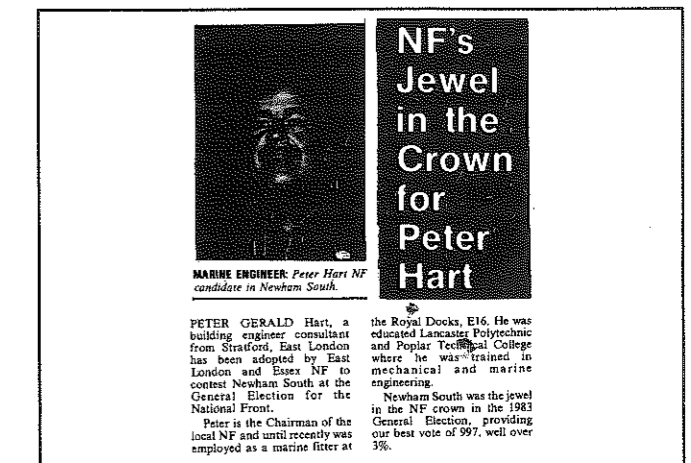 NF's
Jewel
in the
Crown
for
Peter
Hart
MARINE ENGINEER: Peter Hart NF
candidate in Newham South.
PETER GERALD Hart, a
building engineer consultant
from Stratford, East London
has been adopted by East
London and Essex NF to
contest Newham South at the
General Election for the
National Front.
Peter is the Chairman of the
local NF and until recently was
employed as a marine fitter at
the Royal Docks, E16. He was
educated Lancaster Polytechnic
and Poplar Technical College
where he was trained in
mechanical and marine
engineering.
Newham South was the jewel
in the NF crown in the 1983
General Election, providing
our best vote of 997, well over
3%.